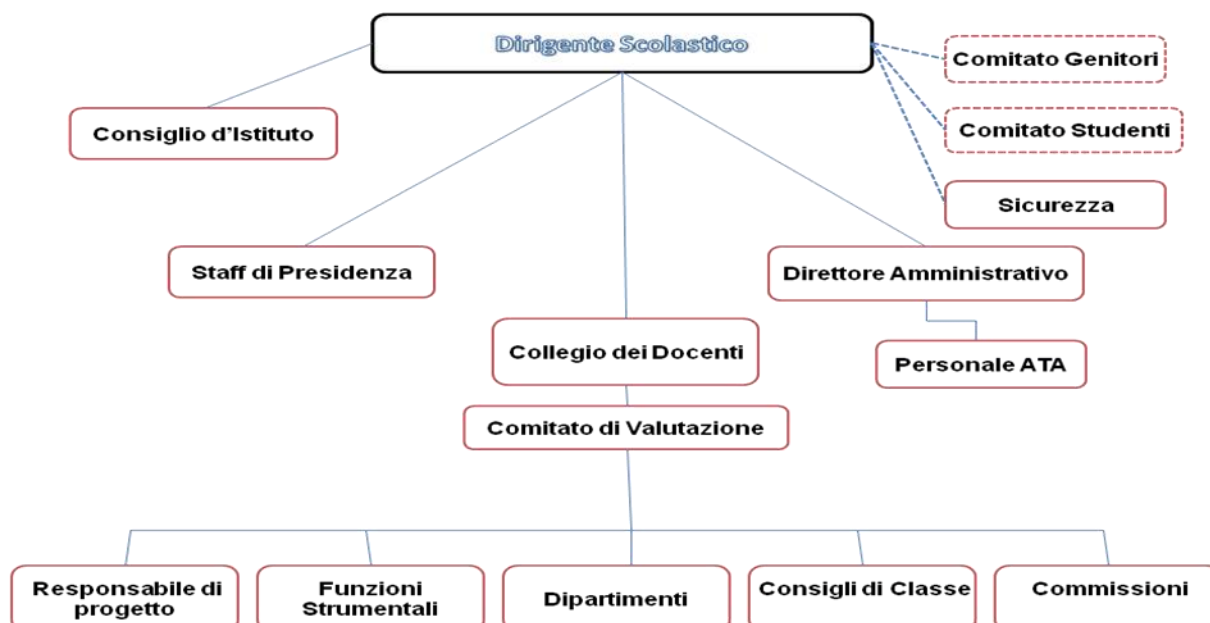 Dirigente Scolastico
Comitato Genitori
Consiglio d'Istituto
Comitato Studenti
Sicurezza
Staff di Presidenza
Direttore Amministrativo
Collegio dei Docenti
Personale ATA
Comitato di Valutazione
Responsabile di
progetto
Funzioni
Strumentali
Dipartimenti
Consigli di Classe
Commissioni